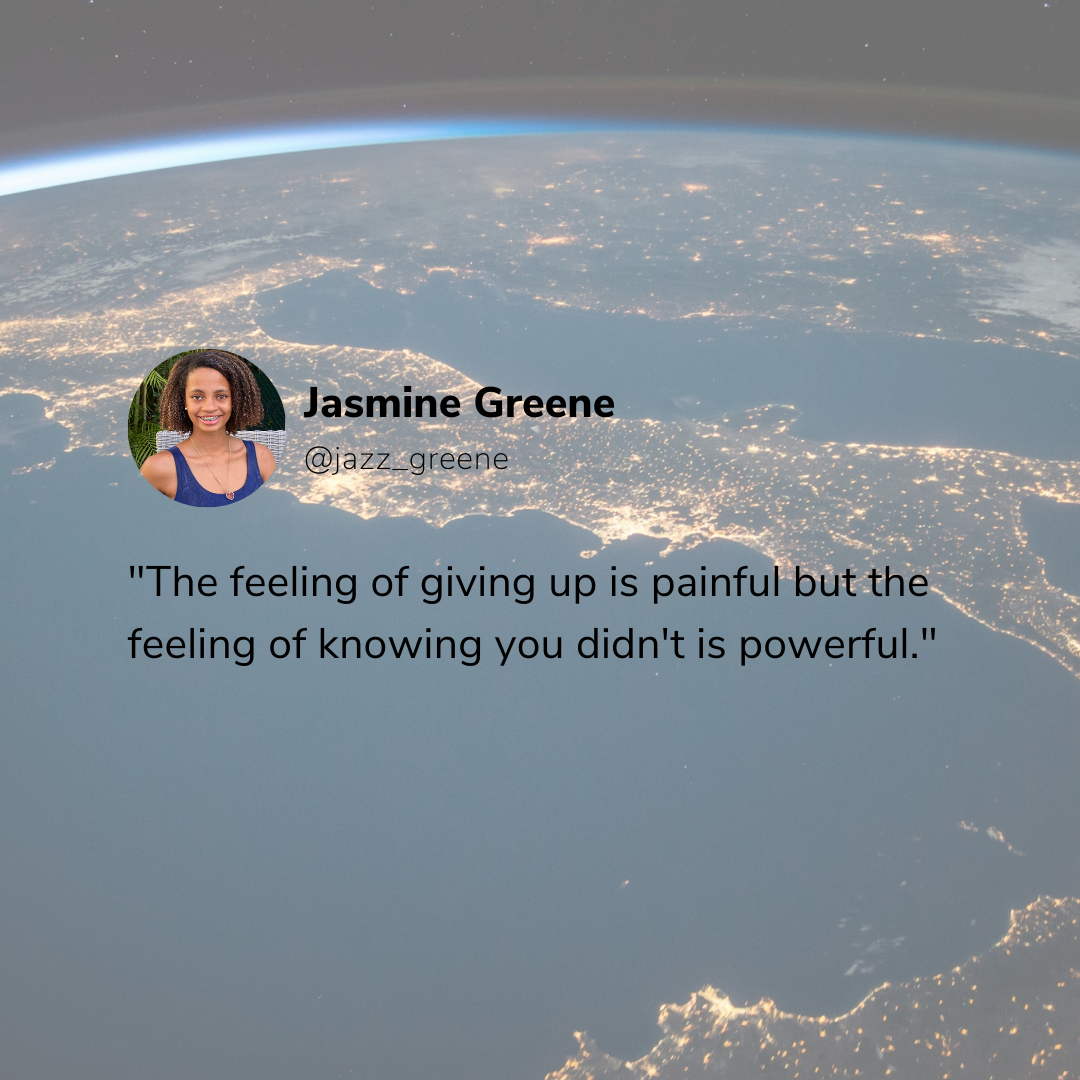 Jasmine Greene
@jazz_greene
"The feeling of giving up is painful but the
feeling of knowing you didn't is powerful."